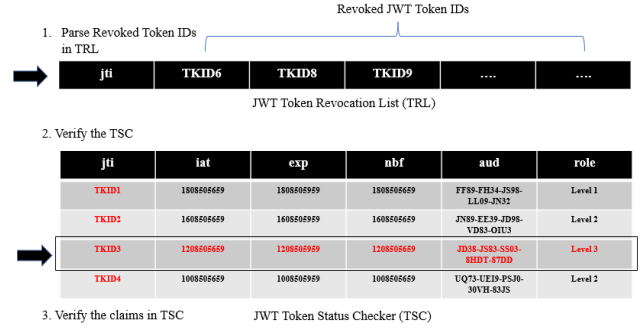 Revoked JWT Token IDs
1. Parse Revoked Token IDs
in TRL
jti TKID6 TKID8 TKID9 .... ....
JWT Token Revocation List (TRL)
2. Verify the TSC
jti iat exp nbf aud role
TKID1 1808505659 1808505959 1808505659 FF89-FH34-JS98-LL09-JN32 Level 1
TKID2 1608505659 1608505959 1608505659 JN89-EE39-JD98-VD83-OIU3 Level 2
TKID3 1208505659 1208505959 1208505659 JD38-JS83-SS03-8HDT-87DD Level 3
TKID4 1008505659 1008505959 1008505659 UQ73-UEI9-PSJ0-30VH-83JS Level 2
3. Verify the claims in TSC
JWT Token Status Checker (TSC)